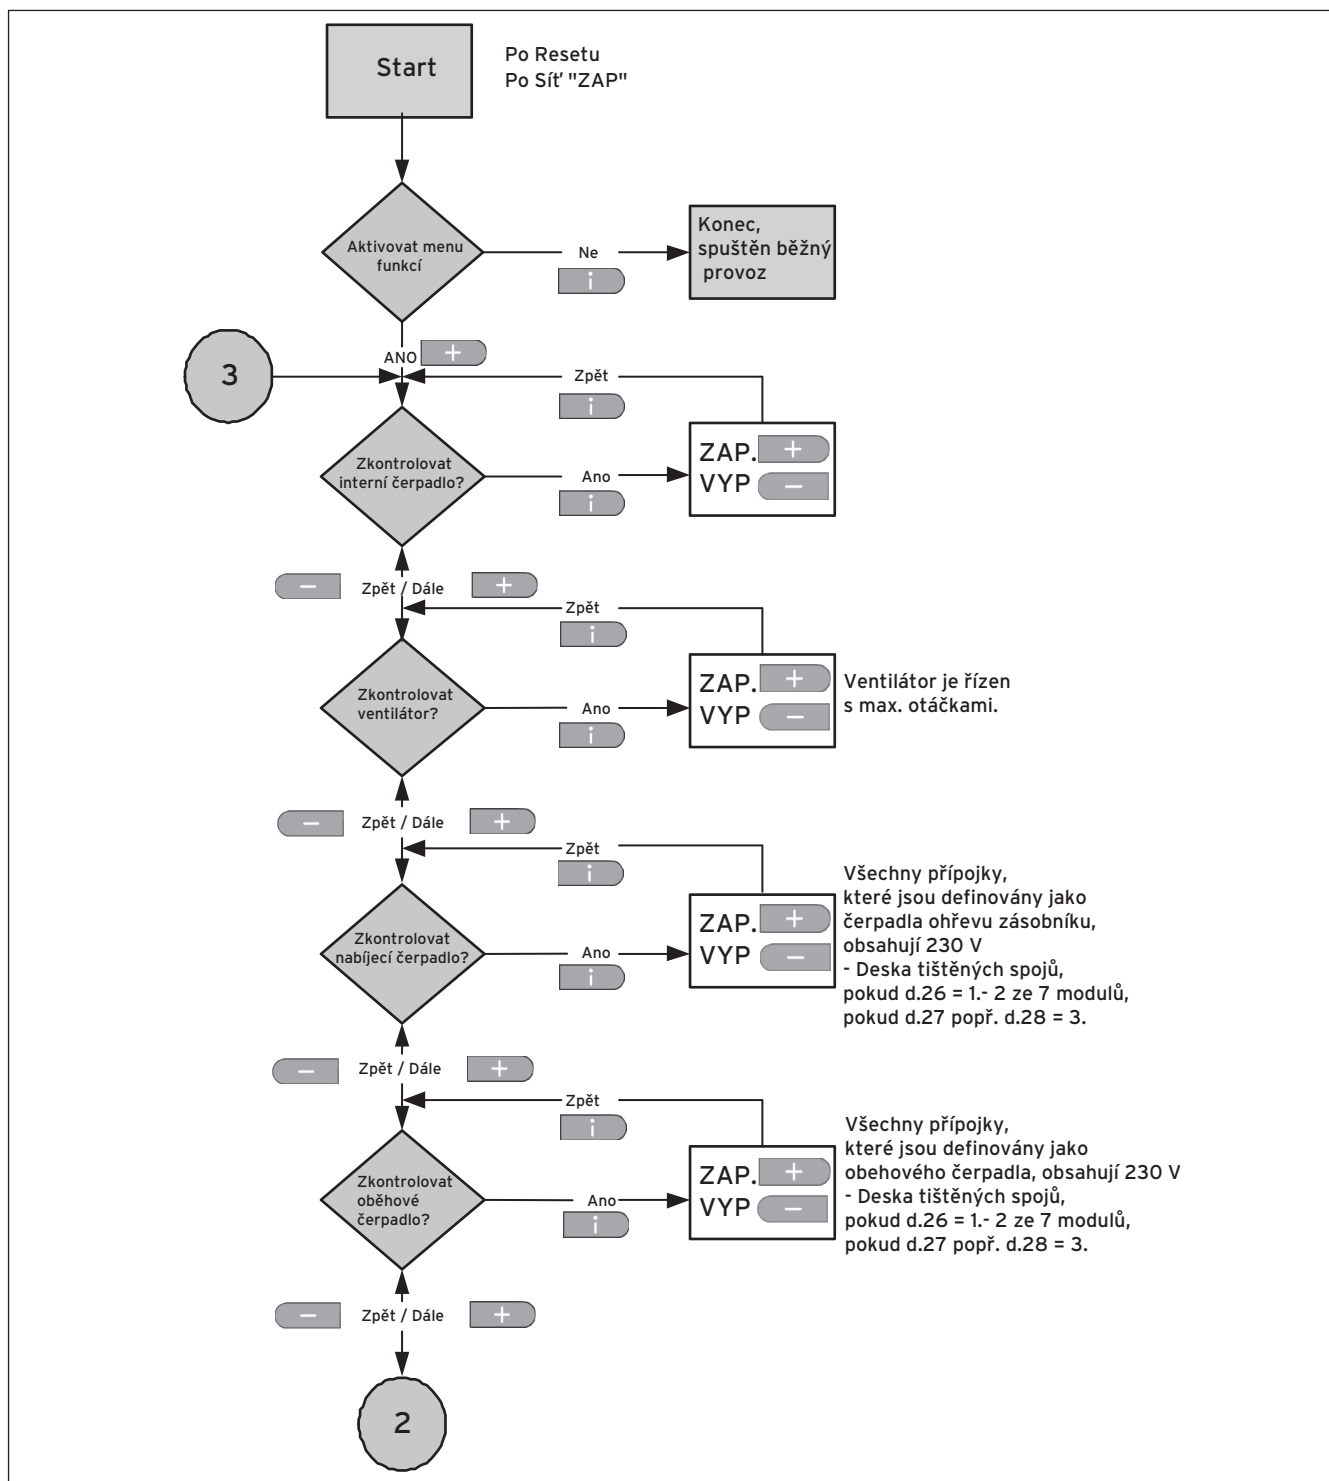 Start
Po Resetu
Po Síť "ZAP"
Aktivovat menu
funkcí
Ne
i
Konec,
spuštěn běžný
provoz
3
ANO +
Zpět
i
Zkontrolovat
interní čerpadlo?
Ano
i
ZAP. +
VYP –
– Zpět / Dále +
Zpět
i
Zkontrolovat
ventilátor?
Ano
i
ZAP. +
VYP –
Ventilátor je řízen
s max. otáčkami.
– Zpět / Dále +
Zpět
i
Zkontrolovat
nabíjecí čerpadlo?
Ano
i
ZAP. +
VYP –
Všechny přípojky,
které jsou definovány jako
čerpadla ohřevu zásobníku,
obsahují 230 V
- Deska tištěných spojů,
pokud d.26 = 1.- 2 ze 7 modulů,
pokud d.27 popř. d.28 = 3.
– Zpět / Dále +
Zpět
i
Zkontrolovat
oběhové
čerpadlo?
Ano
i
ZAP. +
VYP –
Všechny přípojky,
které jsou definovány jako
obehového čerpadla, obsahují 230 V
- Deska tištěných spojů,
pokud d.26 = 1.- 2 ze 7 modulů,
pokud d.27 popř. d.28 = 3.
– Zpět / Dále +
2